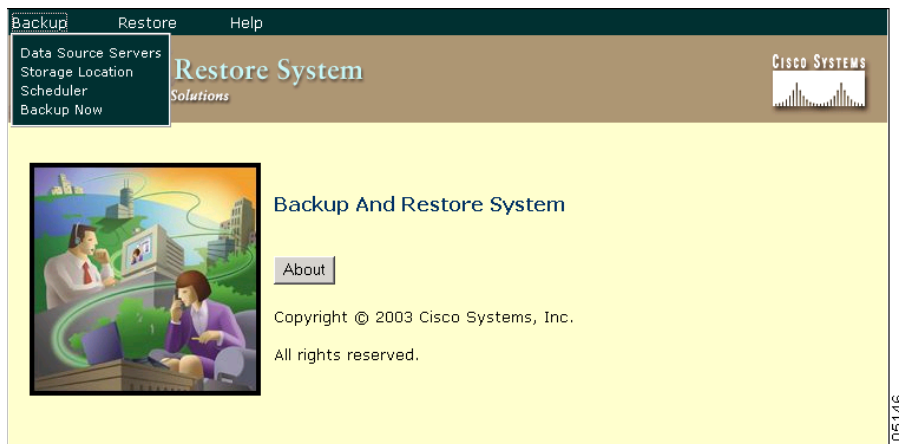 Backup Restore Help
Data Source Servers
Storage Location
Scheduler
Backup Now
Restore System
Solutions
CISCO SYSTEMS
Backup And Restore System
About
Copyright © 2003 Cisco Systems, Inc.
All rights reserved.